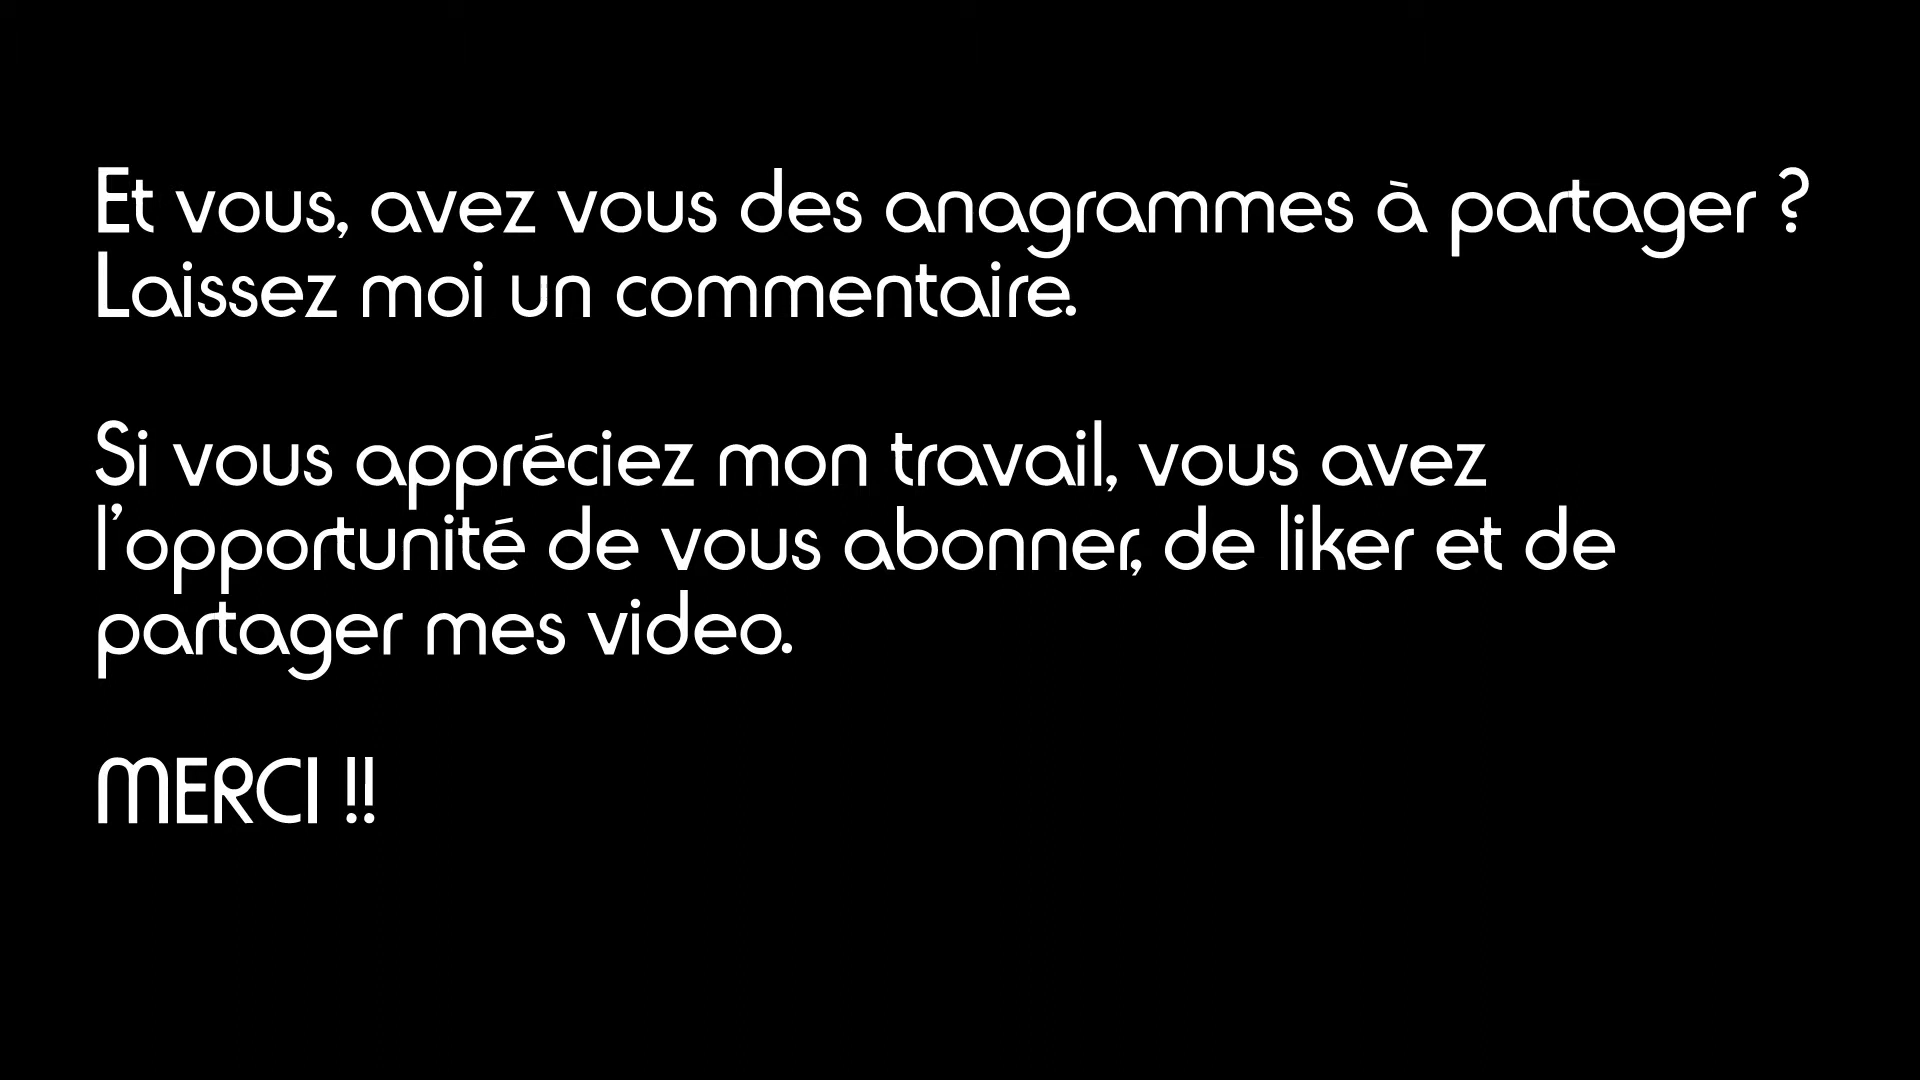 Et vous, avez vous des anagrammes à partager ?
Laissez moi un commentaire.
Si vous appréciez mon travail, vous avez
l'opportunité de vous abonner, de liker et de
partager mes video.
MERCI !!